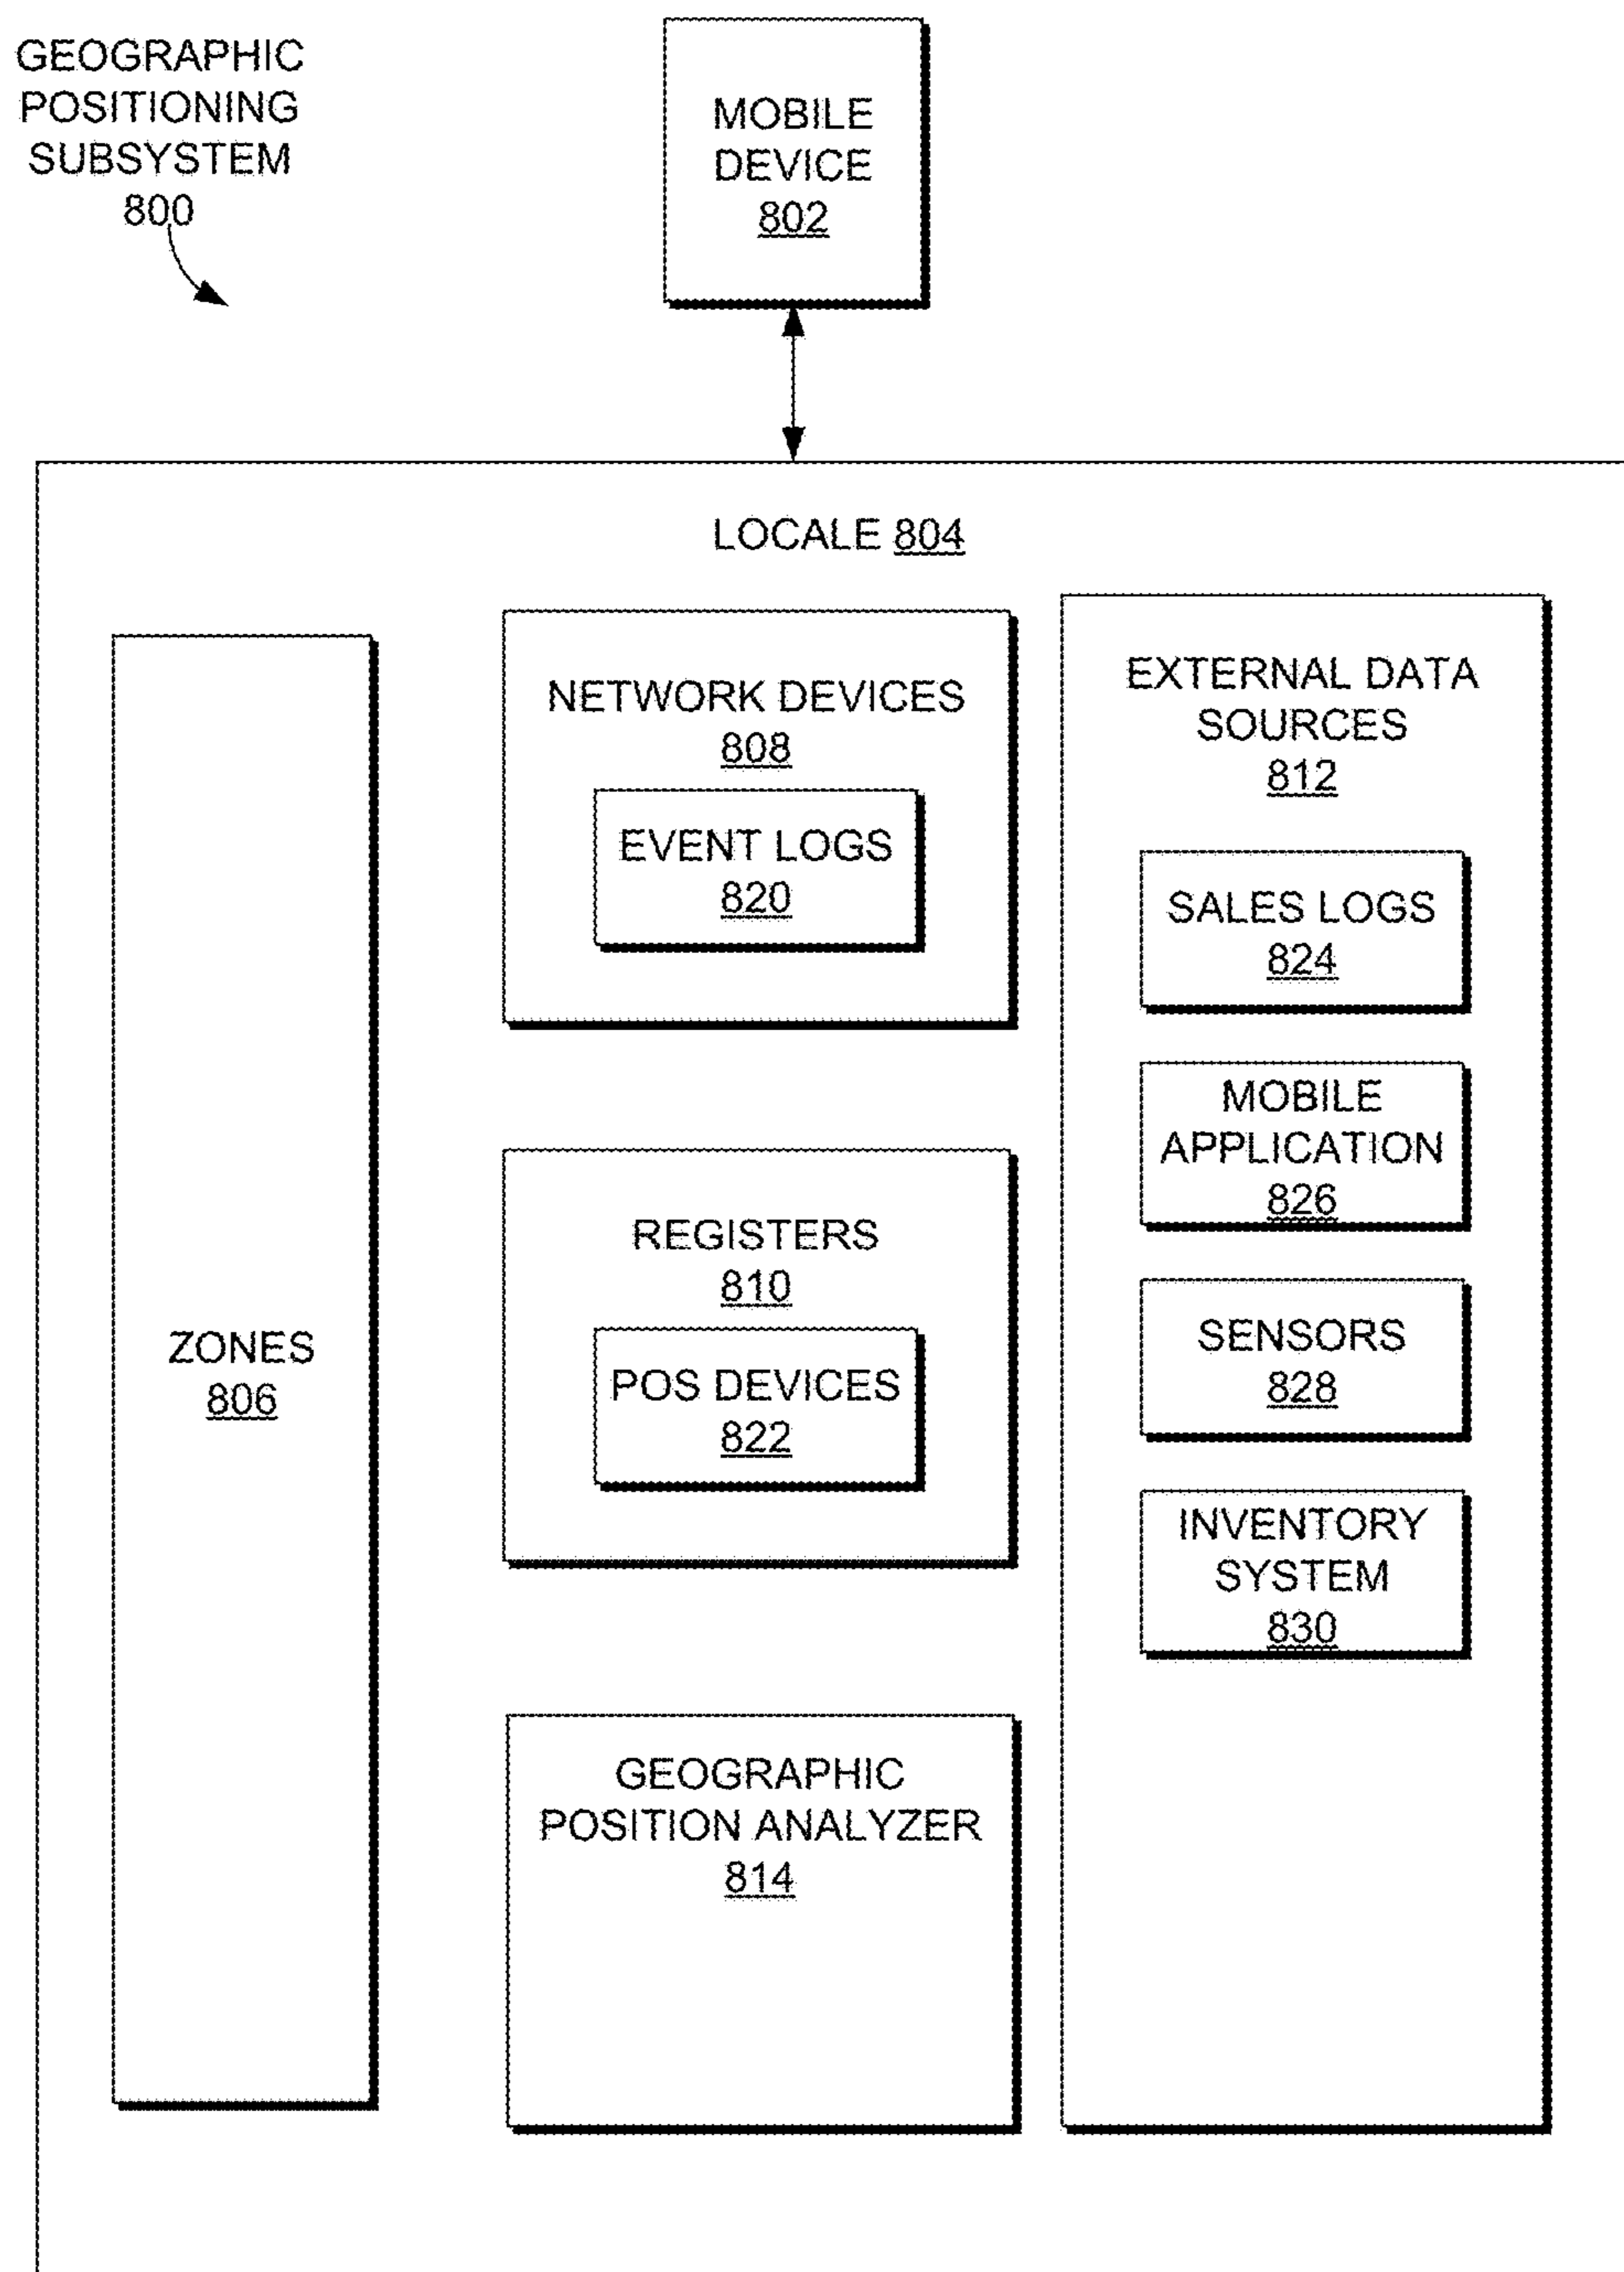 GEOGRAPHIC
POSITIONING
SUBSYSTEM
800
MOBILE
DEVICE
802
LOCALE 804
ZONES
806
NETWORK DEVICES
808
EVENT LOGS
820
REGISTERS
810
POS DEVICES
822
GEOGRAPHIC
POSITION ANALYZER
814
EXTERNAL DATA
SOURCES
812
SALES LOGS
824
MOBILE
APPLICATION
826
SENSORS
828
INVENTORY
SYSTEM
830